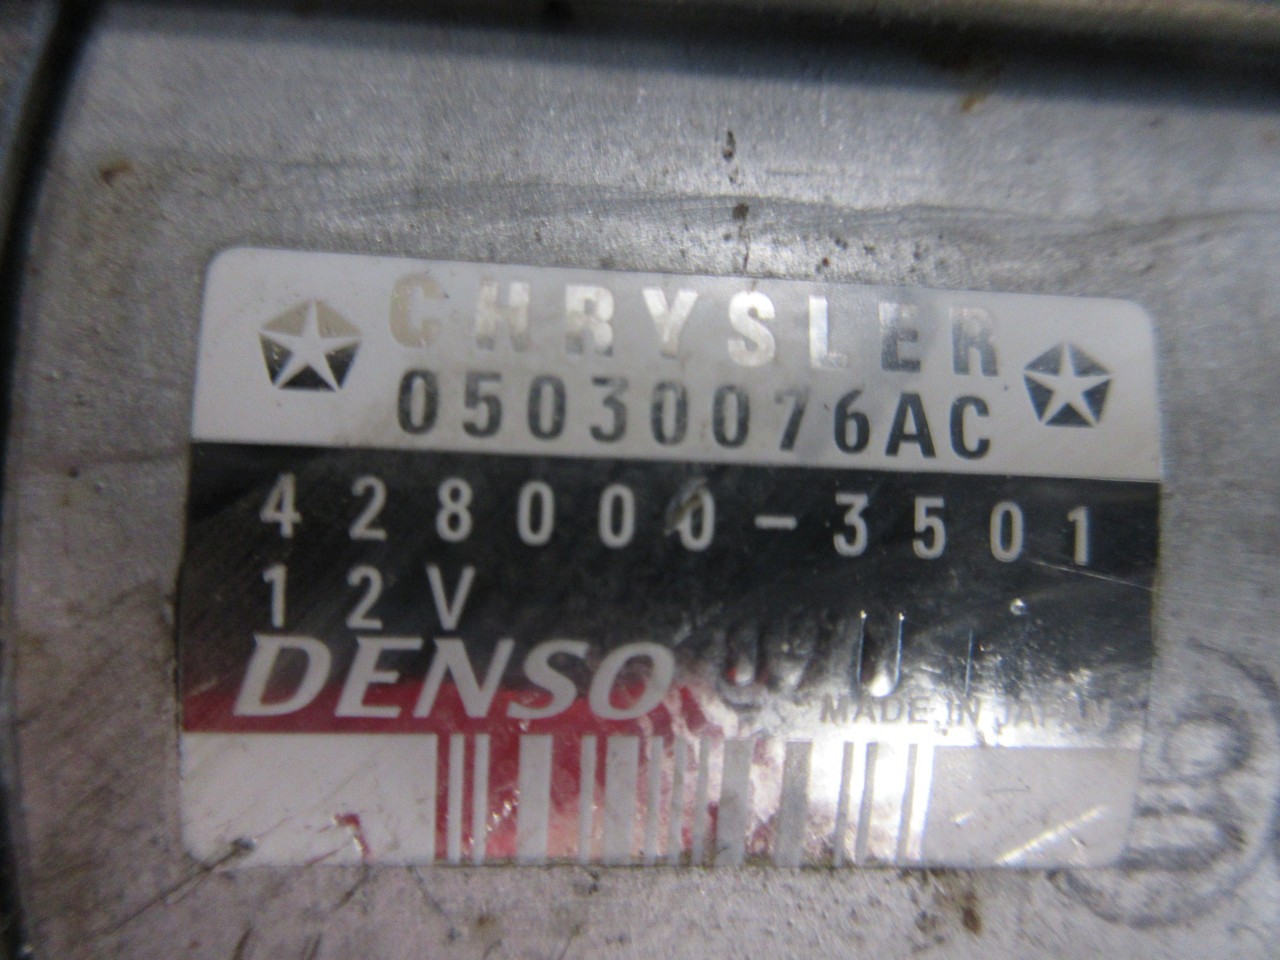 CHRYSLER
05030076AC
428000-3501
12V
DENSO
MADE IN JAPAN